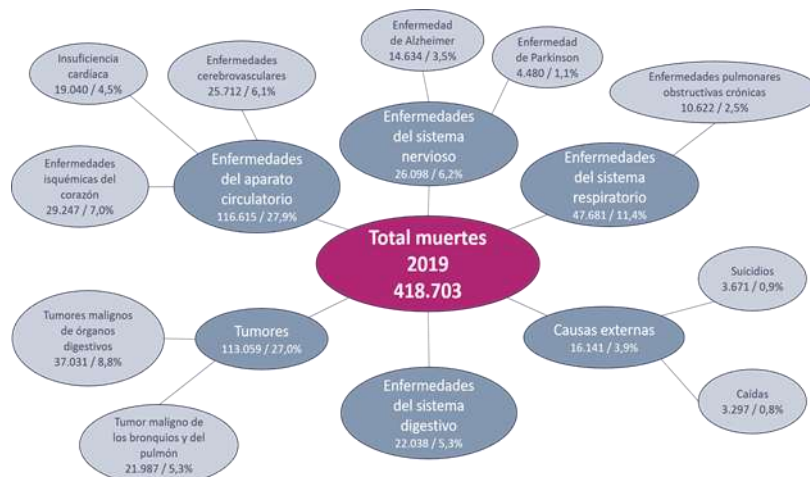 Enfermedad
de Alzheimer
14.634 / 3,5%
Enfermedad
de Parkinson
4.480 / 1,1%
Insuficiencia
cardíaca
19.040 / 4,5%
Enfermedades
cerebrovasculares
25.712 / 6,1%
Enfermedades pulmonares
obstructivas crónicas
10.622 / 2,5%
Enfermedades
del sistema
nervioso
26.098 / 6,2%
Enfermedades
isquémicas del
corazón
29.247 / 7,0%
Enfermedades
del aparato
circulatorio
116.615 / 27,9%
Enfermedades
del sistema
respiratorio
47.681 / 11,4%
Total muertes
2019
418.703
Suicidios
3.671 / 0,9%
Tumores malignos
de órganos
digestivos
37.031 / 8,8%
Tumores
113.059 / 27,0%
Causas externas
16.141 / 3,9%
Enfermedades
del sistema
digestivo
22.038 / 5,3%
Caídas
3.297 / 0,8%
Tumor maligno de
los bronquios y del
pulmón
21.987 / 5,3%